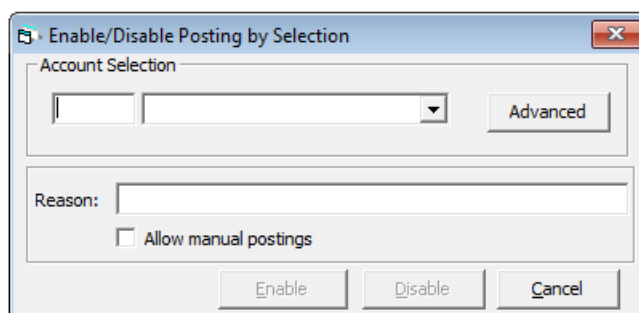 Enable/Disable Posting by Selection
Account Selection
Advanced
Reason:
Allow manual postings
Enable Disable Cancel